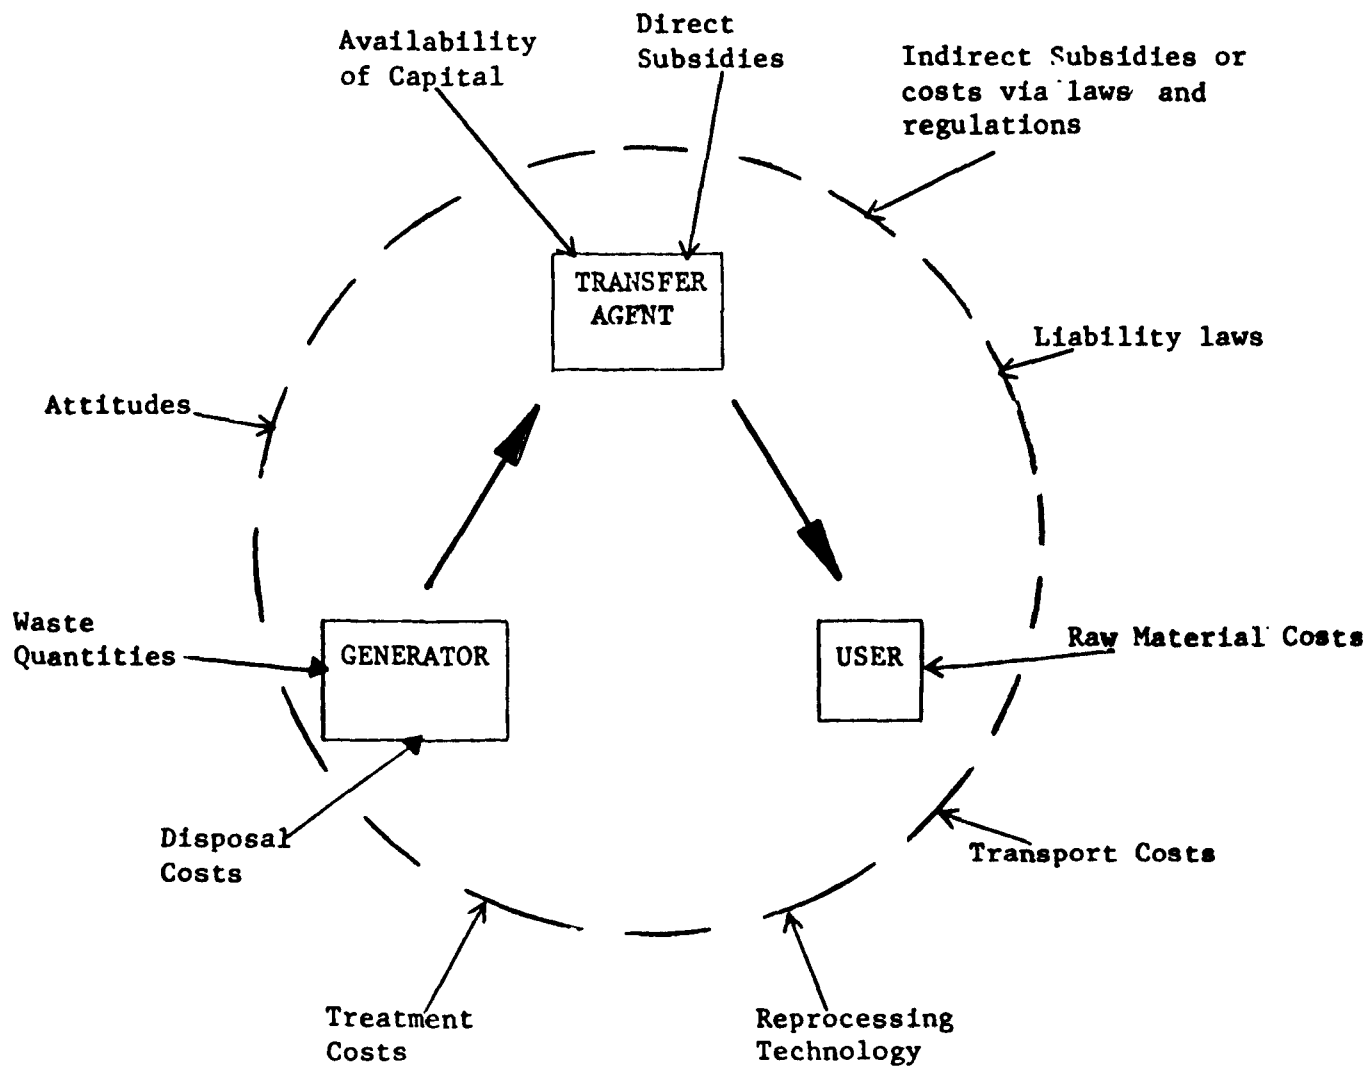 Availability
of Capital
Direct
Subsidies
Indirect Subsidies or
costs via laws and
regulations
TRANSFER
AGENT
Liability laws
Attitudes
Waste
Quantities
GENERATOR
USER
Raw Material Costs
Disposal
Costs
Transport Costs
Treatment
Costs
Reprocessing
Technology